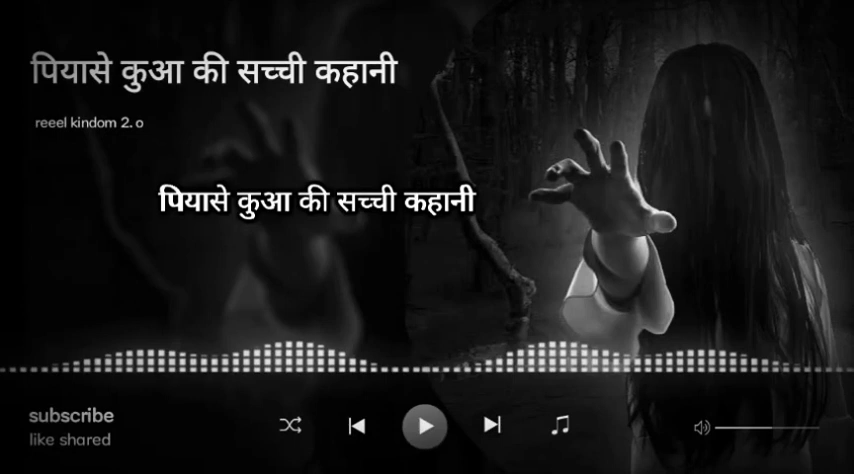 पियासे कुआ की सच्ची कहानी
reeel kindom 2. o
पियासे कुआ की सच्ची कहानी
subscribe
like shared